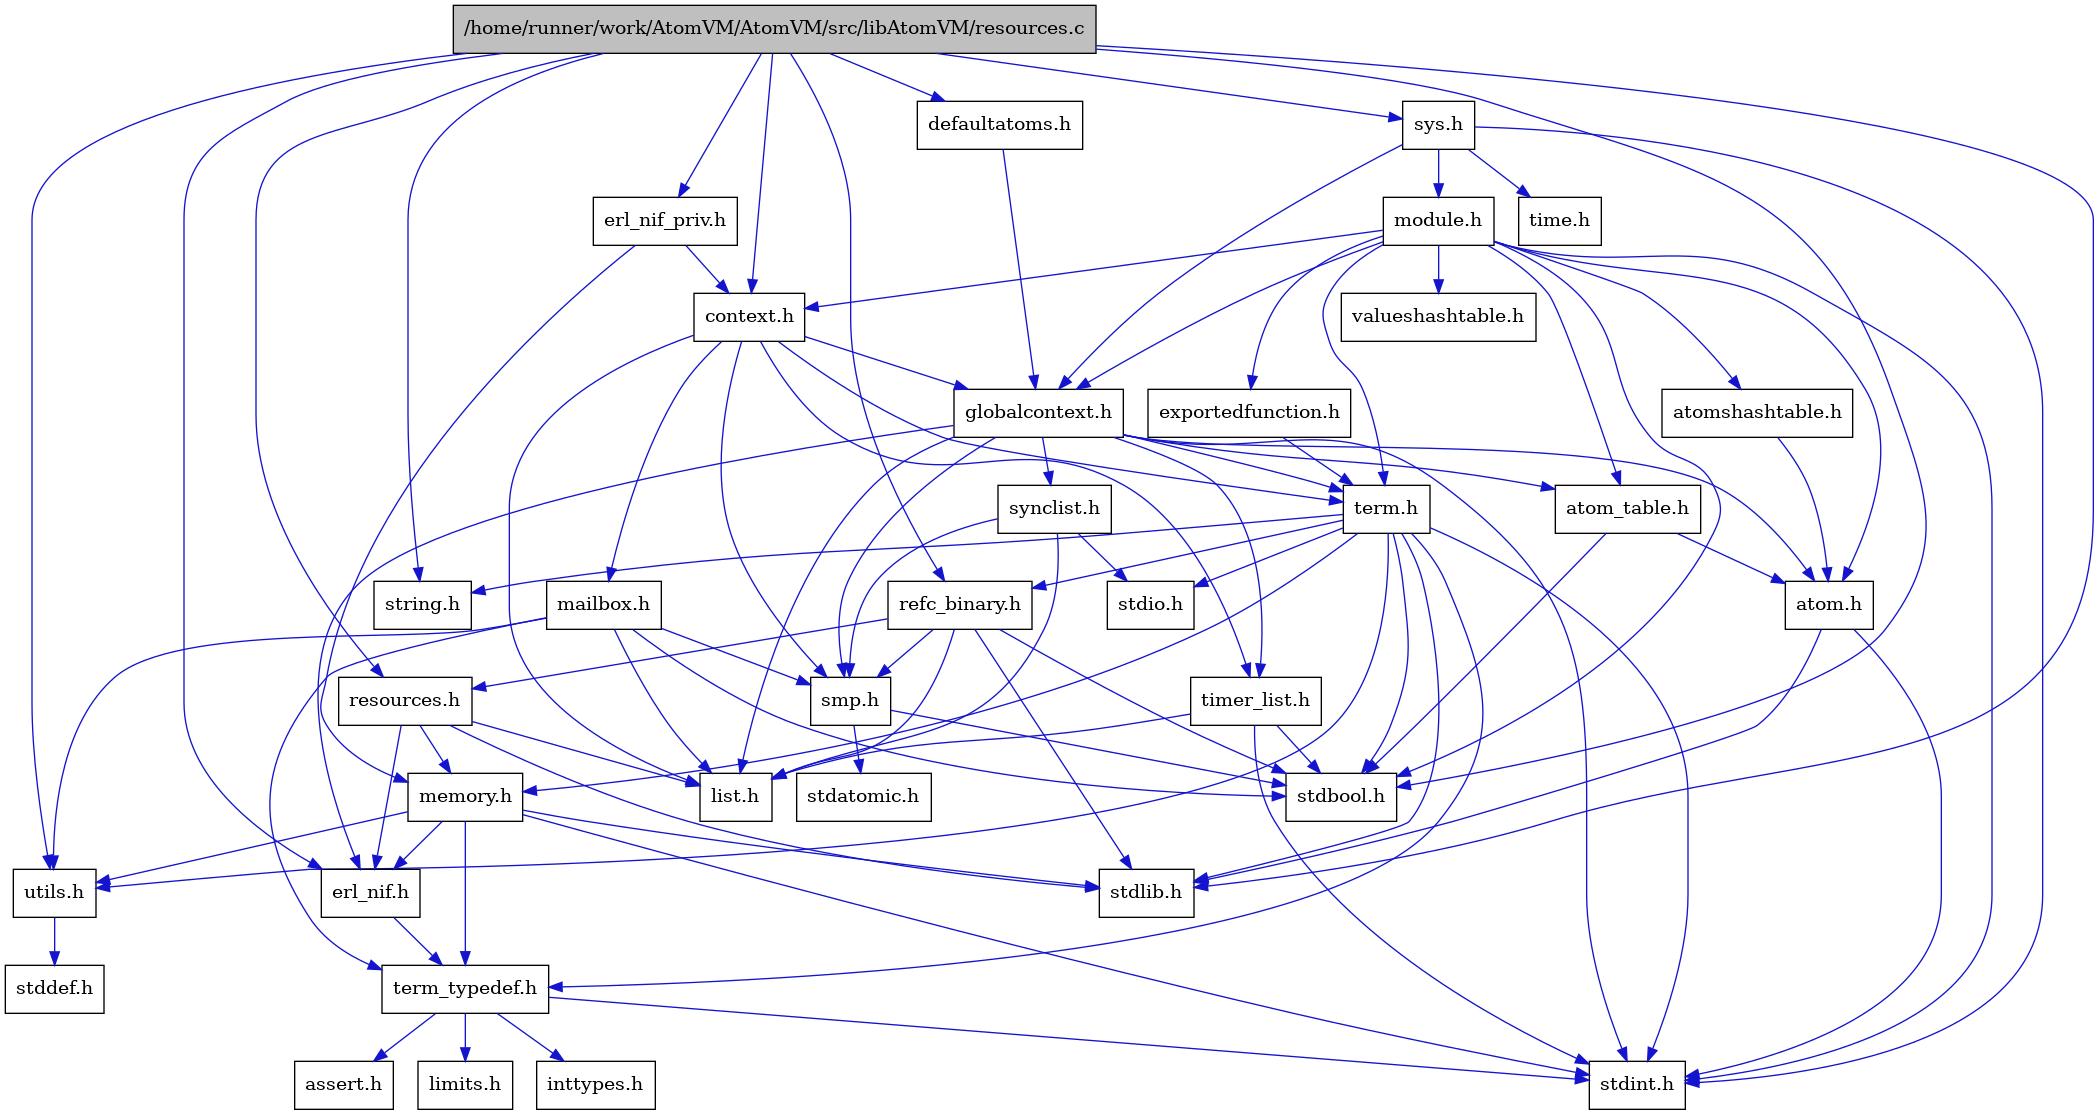 /home/runner/work/AtomVM/AtomVM/src/libAtomVM/resources.c
defaultatoms.h
sys.h
erl_nif_priv.h
module.h
time.h
context.h
valueshashtable.h
globalcontext.h
exportedfunction.h
atomshashtable.h
synclist.h
term.h
atom_table.h
string.h
mailbox.h
refc_binary.h
stdio.h
atom.h
resources.h
smp.h
timer_list.h
memory.h
list.h
stdatomic.h
stdbool.h
utils.h
erl_nif.h
stdlib.h
stddef.h
term_typedef.h
assert.h
limits.h
inttypes.h
stdint.h